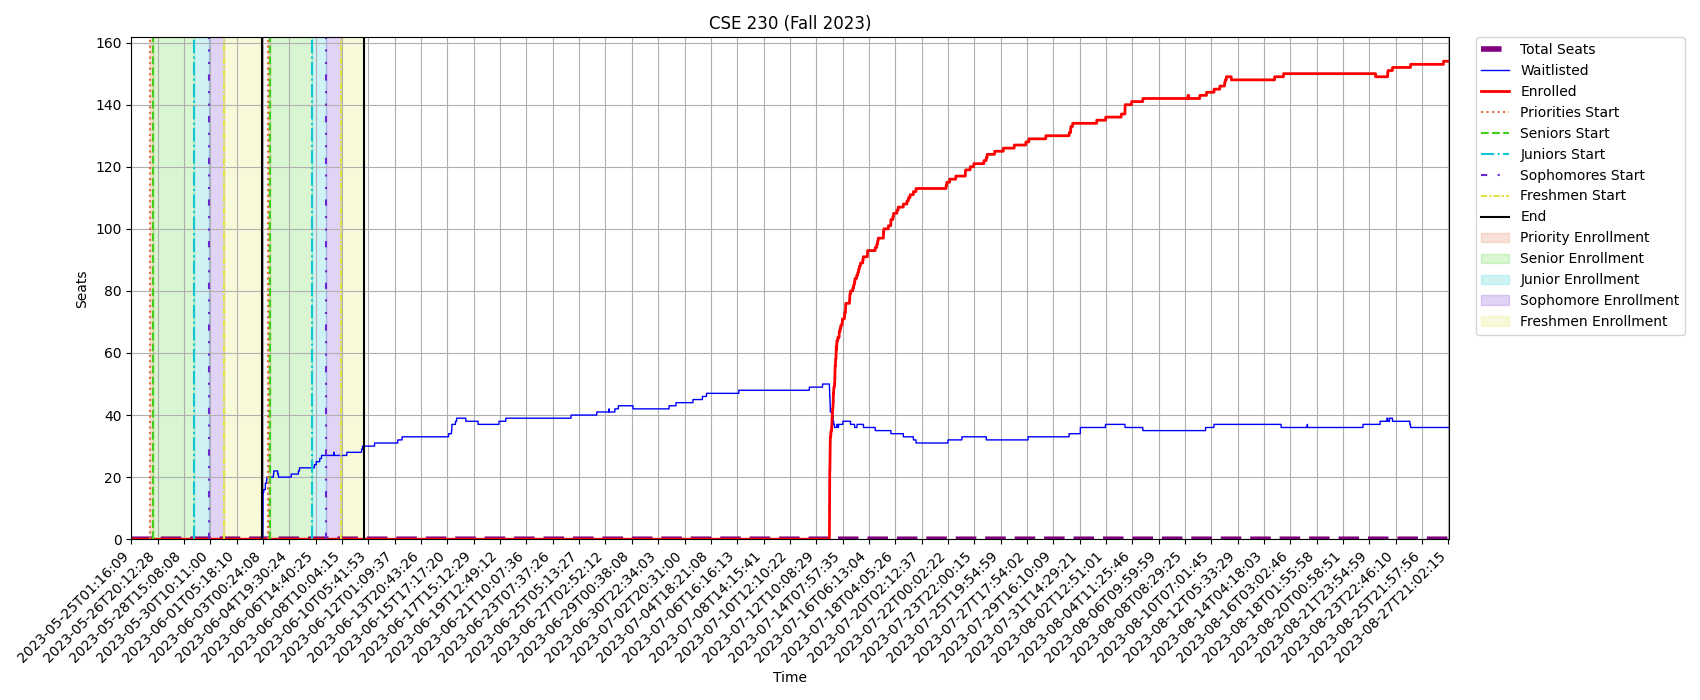 CSE 230 (Fall 2023)
160
140
120
100
80
60
40
20
0
Seats
2023-05-25T01:16:09
2023-05-26T20:12:28
2023-05-28T15:08:08
2023-05-30T10:11:00
2023-06-01T05:18:10
2023-06-03T00:24:08
2023-06-04T19:30:24
2023-06-06T14:40:25
2023-06-08T10:04:15
2023-06-10T05:41:53
2023-06-12T01:09:37
2023-06-13T20:43:26
2023-06-15T17:17:20
2023-06-17T15:12:29
2023-06-19T12:49:12
2023-06-21T10:07:36
2023-06-23T07:37:26
2023-06-25T05:13:27
2023-06-27T02:52:12
2023-06-29T00:38:08
2023-06-30T22:34:03
2023-07-02T20:31:00
2023-07-04T18:21:08
2023-07-06T16:16:13
2023-07-08T14:15:41
2023-07-10T12:10:22
2023-07-12T10:08:29
2023-07-14T07:57:35
2023-07-16T06:13:04
2023-07-18T04:05:26
2023-07-20T02:12:37
2023-07-22T00:02:22
2023-07-23T22:00:15
2023-07-25T19:54:59
2023-07-27T17:54:02
2023-07-29T16:10:09
2023-07-31T14:29:21
2023-08-02T12:51:01
2023-08-04T11:25:46
2023-08-06T09:59:59
2023-08-08T08:29:25
2023-08-10T07:01:45
2023-08-12T05:33:29
2023-08-14T04:18:03
2023-08-16T03:02:46
2023-08-18T01:55:58
2023-08-20T00:58:51
2023-08-21T23:54:59
2023-08-23T22:46:10
2023-08-25T21:57:56
2023-08-27T21:02:15
Time
Total Seats
Waitlisted
Enrolled
Priorities Start
Seniors Start
Juniors Start
Sophomores Start
Freshmen Start
End
Priority Enrollment
Senior Enrollment
Junior Enrollment
Sophomore Enrollment
Freshmen Enrollment